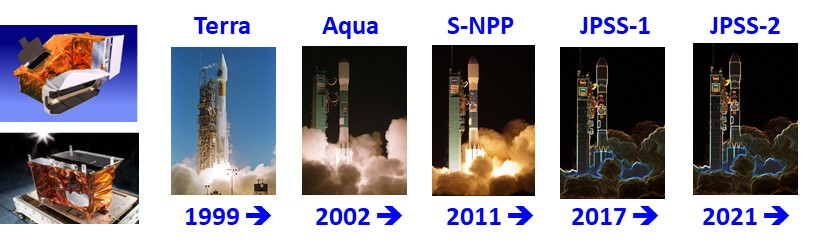 Terra Aqua S-NPP JPSS-1 JPSS-2
1999 → 2002 → 2011 → 2017 → 2021 →